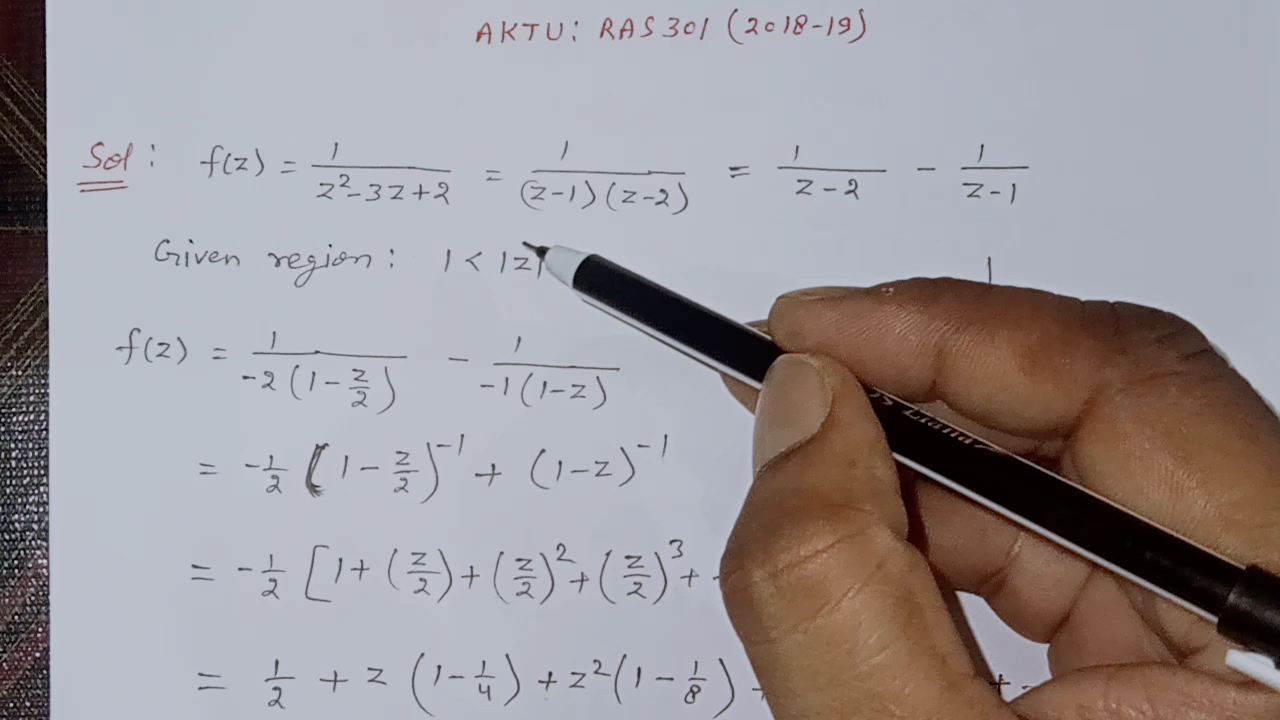 AKTU: RAS301 (2018-19)
Sol: f(z) = 1/(z²-3z+2) = 1/((z-1)(z-2)) = 1/(z-2) - 1/(z-1)
Given region: 1 < |z|
f(z) = 1/(-2(1-z/2)) - 1/(-1(1-z))
= -1/2 (1-z/2)⁻¹ + (1-z)⁻¹
= -1/2 [1+(z/2)+(z/2)²+(z/2)³+
= 1/2 + z(1-1/4)+z²(1-1/8)